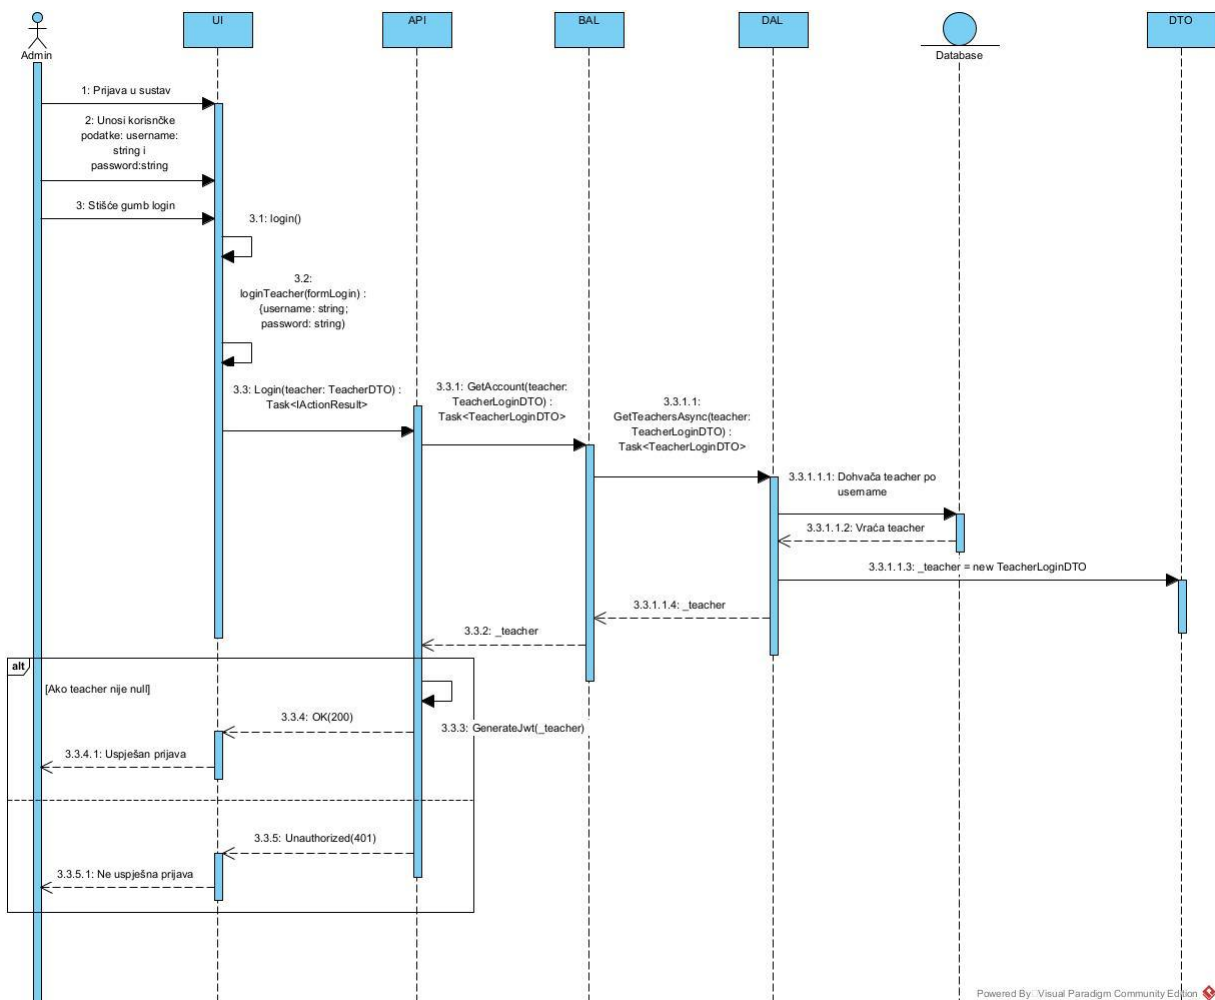 UI
API
BAL
DAL
DTO
Admin
Database
1: Prijava u sustav
2: Unosi korisnčke
podatke: username:
string i
password:string
3: Stišće gumb login
3.1: login()
3.2:
loginTeacher(formLogin) :
(username: string;
password: string)
3.3: Login(teacher: TeacherDTO) :
Task<IActionResult>
3.3.1: GetAccount(teacher:
TeacherLoginDTO) :
Task<TeacherLoginDTO>
3.3.1.1:
GetTeachersAsync(teacher:
TeacherLoginDTO) :
Task<TeacherLoginDTO>
3.3.1.1.1: Dohvača teacher po
username
3.3.1.1.2: Vraća teacher
3.3.1.1.3: _teacher = new TeacherLoginDTO
3.3.1.1.4: _teacher
3.3.2: _teacher
alt
[Ako teacher nije null]
3.3.3: GenerateJwt(_teacher)
3.3.4: OK(200)
3.3.4.1: Uspješan prijava
3.3.5: Unauthorized(401)
3.3.5.1: Ne uspješna prijava
Powered By Visual Paradigm Community Edition